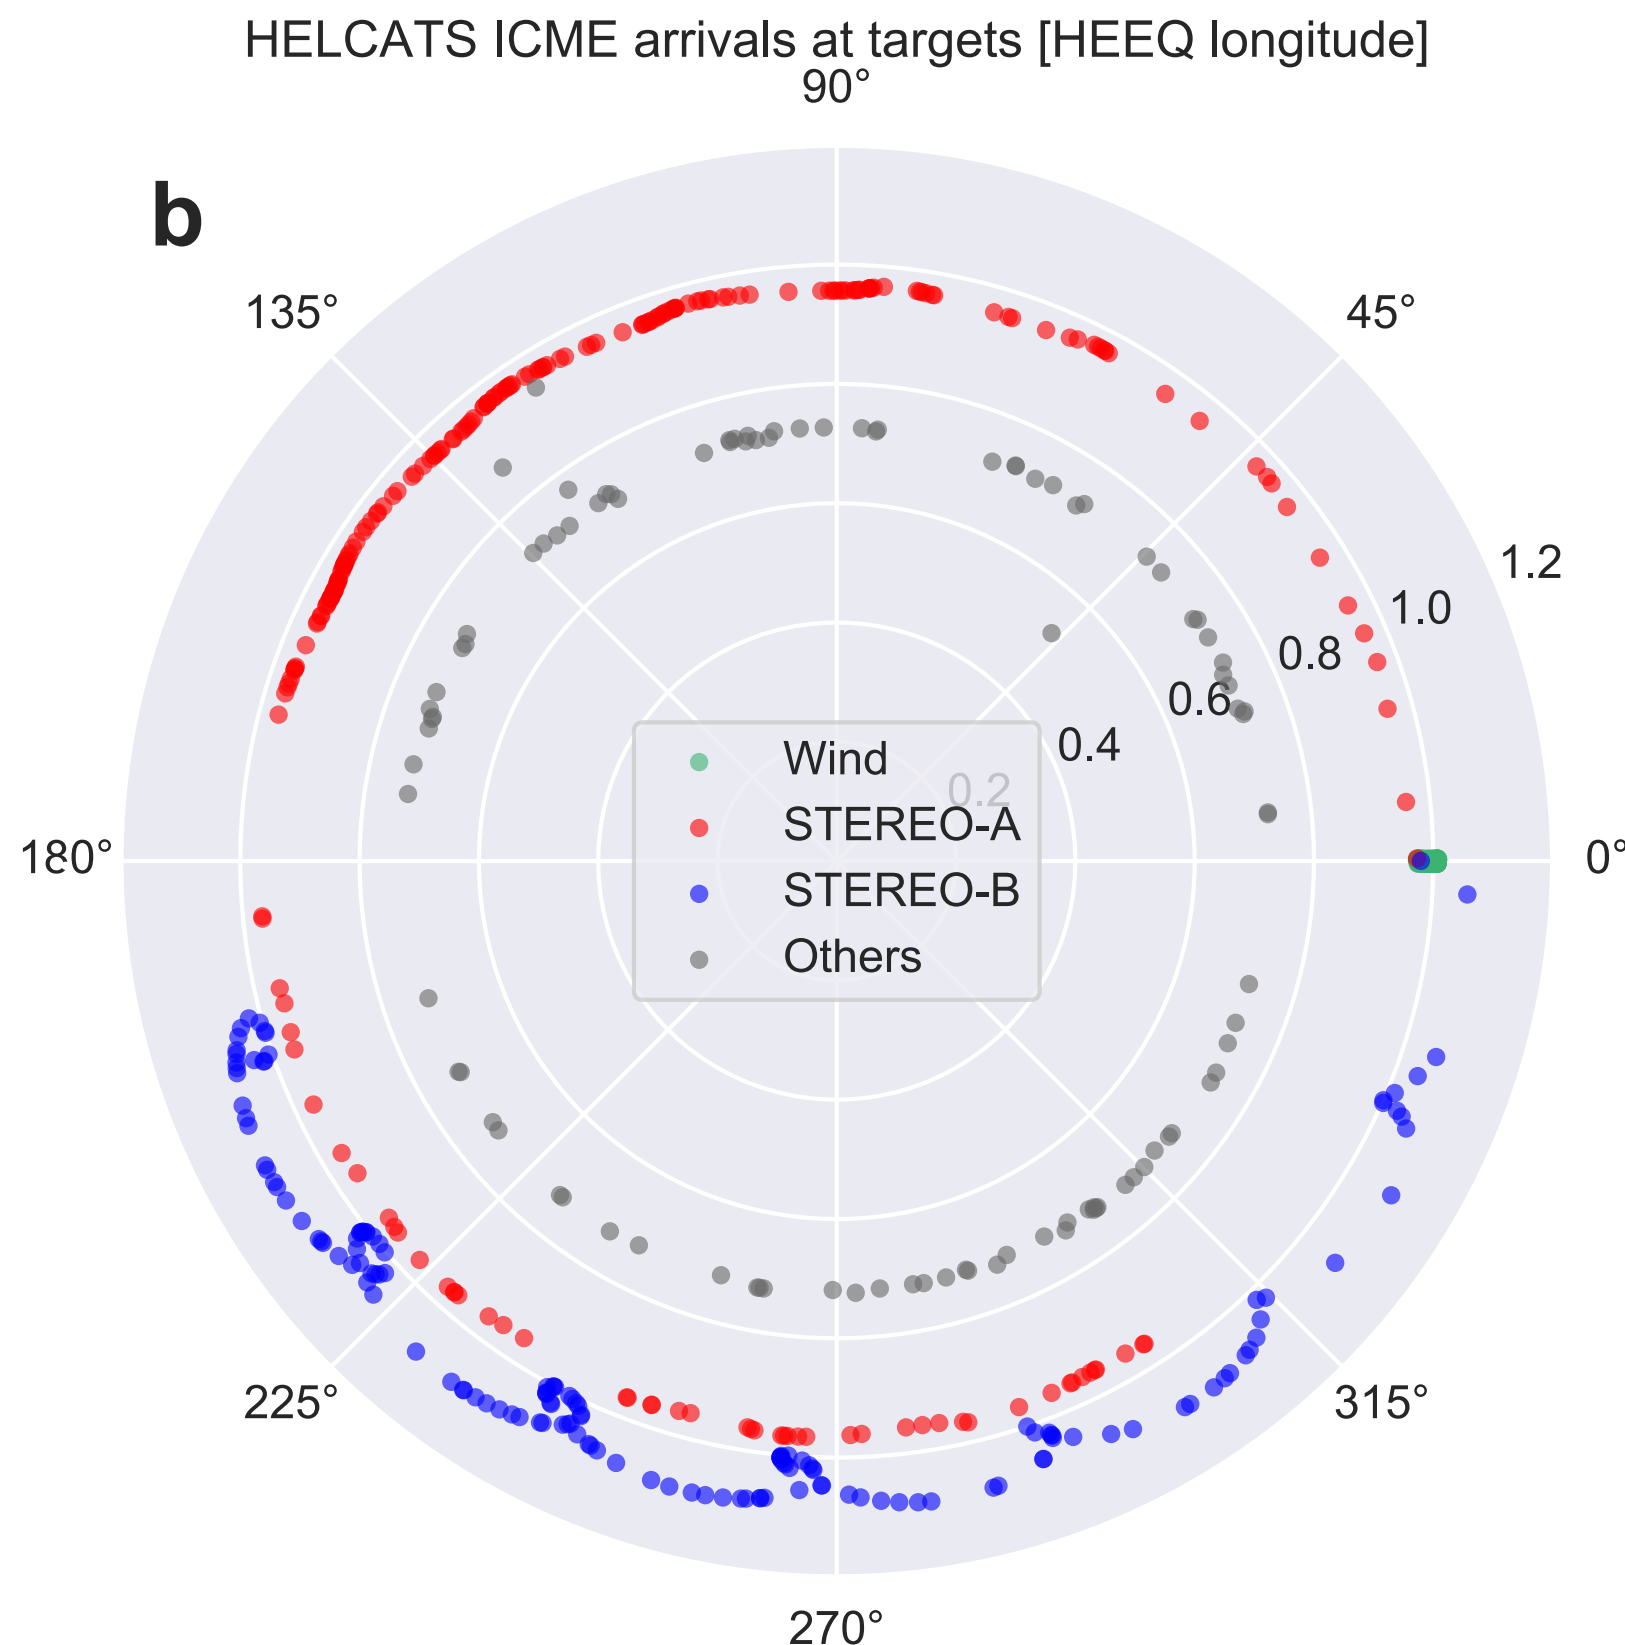 HELCATS ICME arrivals at targets [HEEQ longitude]
90°
b
135°
45°
1.2
1.0
0.8
0.6
0.4
0.2
Wind
STEREO-A
STEREO-B
Others
180°
0°
225°
315°
270°